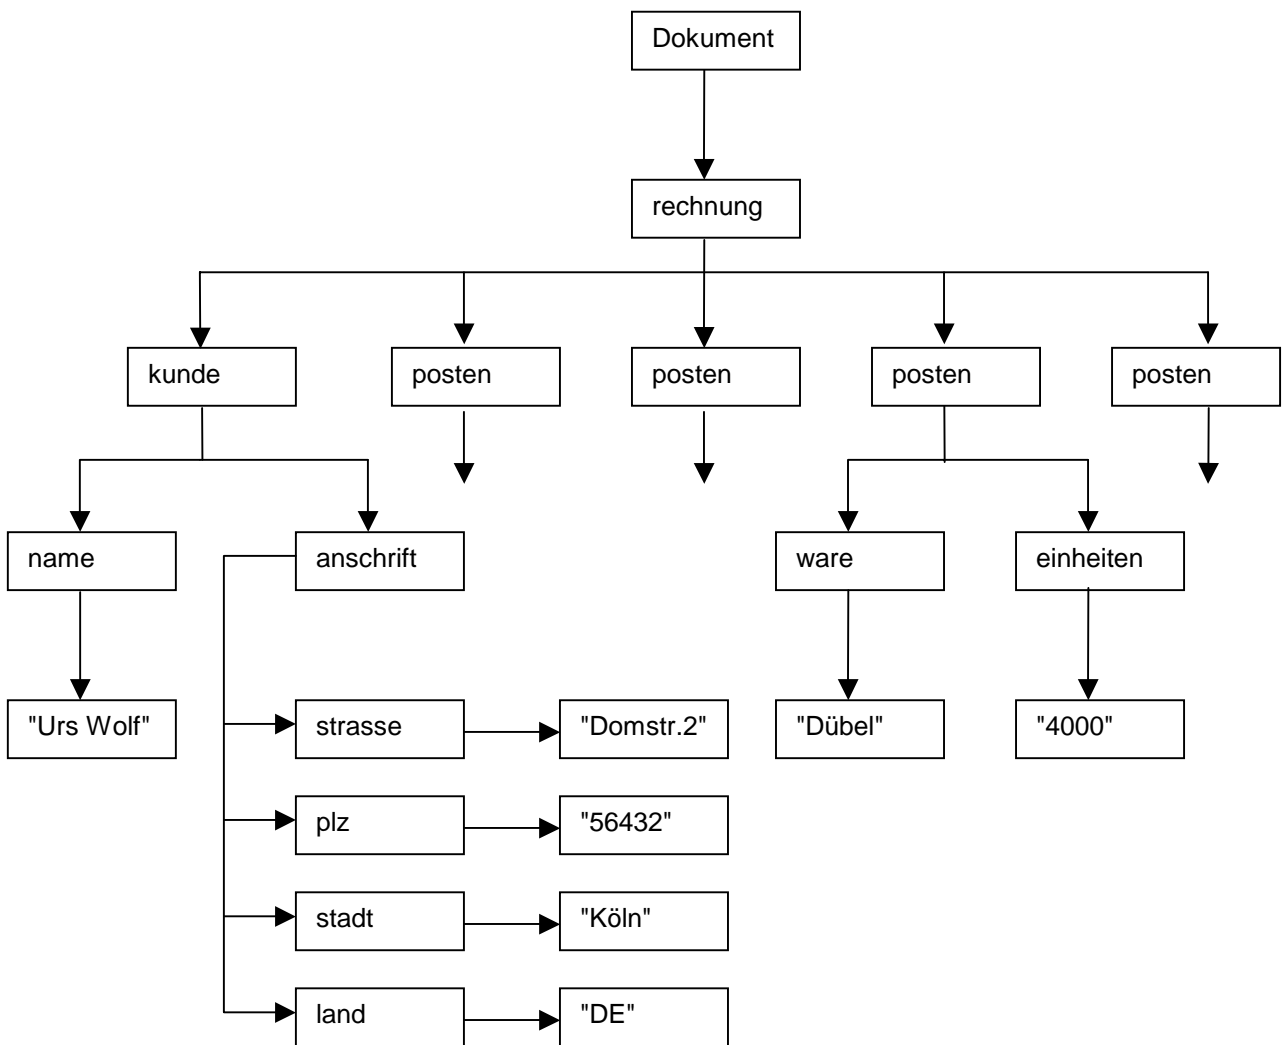 Dokument
rechnung
kunde
posten
posten
posten
posten
name
anschrift
ware
einheiten
"Urs Wolf"
strasse
"Domstr.2"
"Dübel"
"4000"
plz
"56432"
stadt
"Köln"
land
"DE"